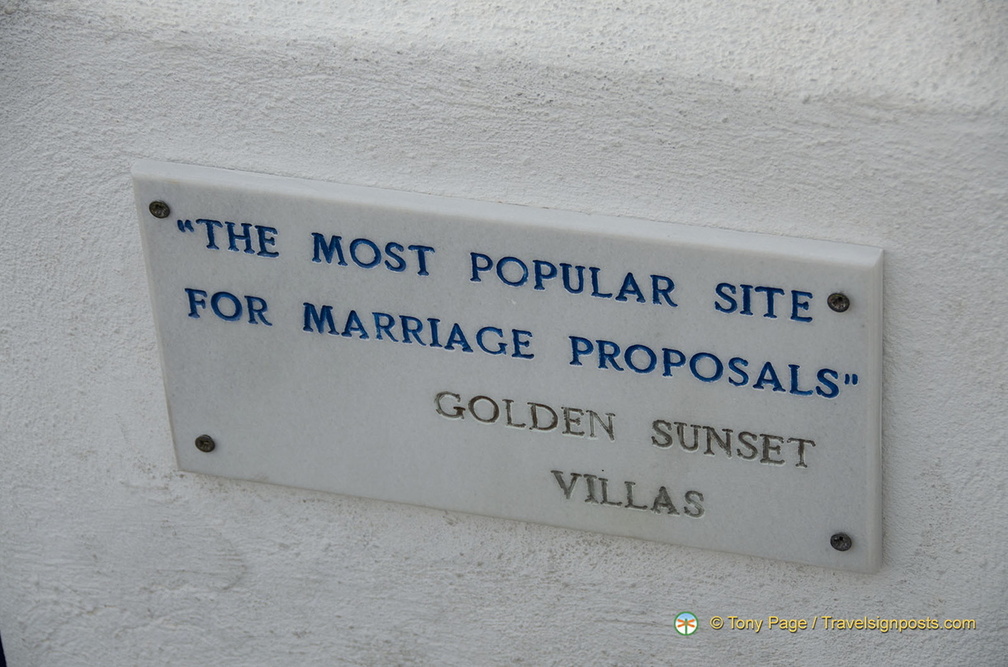 "THE MOST POPULAR SITE
FOR MARRIAGE PROPOSALS"
GOLDEN SUNSET
VILLAS
© Tony Page / Travelsignposts.com